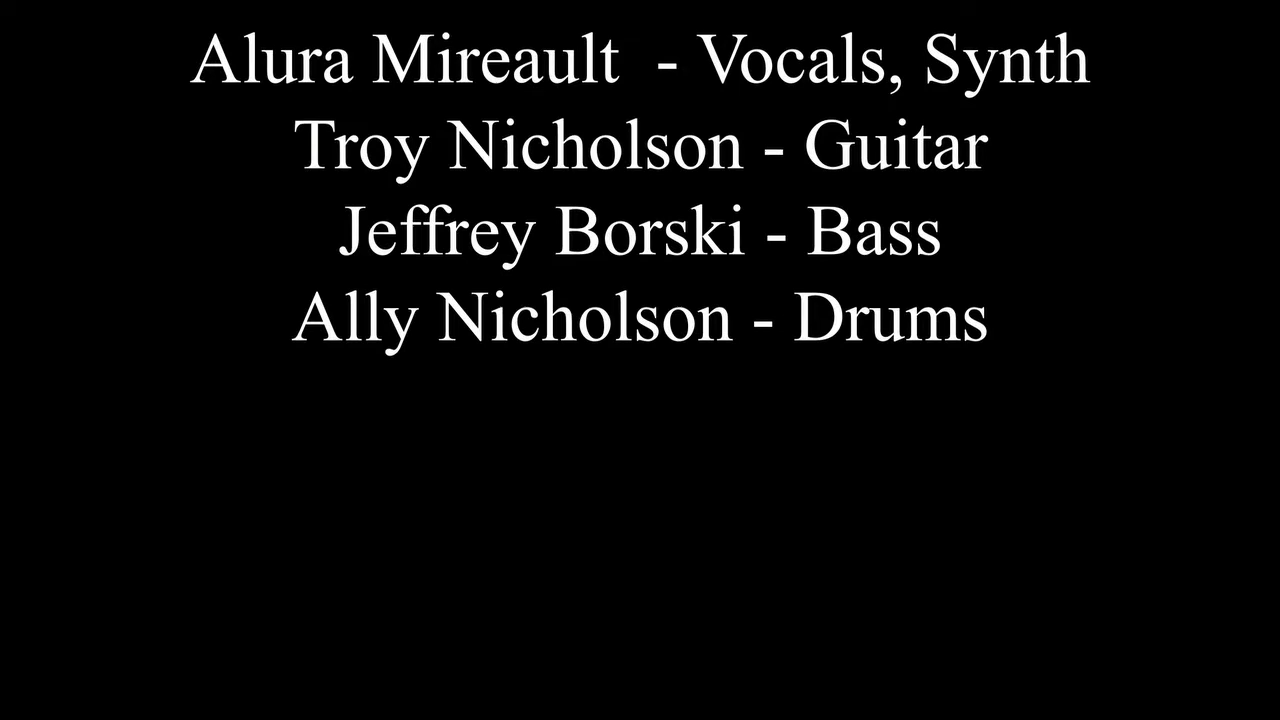 Alura Mireault  - Vocals, Synth
Troy Nicholson - Guitar
Jeffrey Borski - Bass
Ally Nicholson - Drums